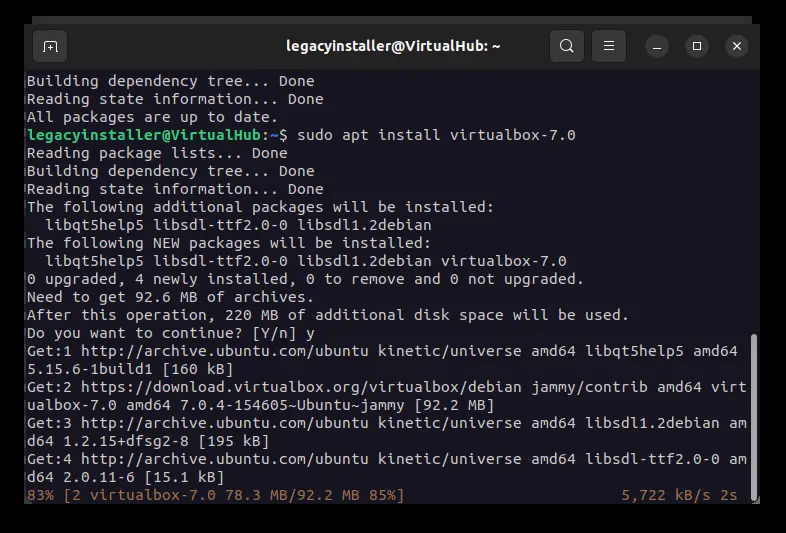 legacyinstaller@VirtualHub: ~
Building dependency tree... Done
Reading state information... Done
All packages are up to date.
legacyinstaller@VirtualHub:~$ sudo apt install virtualbox-7.0
Reading package lists... Done
Building dependency tree... Done
Reading state information... Done
The following additional packages will be installed:
  libqt5help5 libsdl-ttf2.0-0 libsdl1.2debian
The following NEW packages will be installed:
  libqt5help5 libsdl-ttf2.0-0 libsdl1.2debian virtualbox-7.0
0 upgraded, 4 newly installed, 0 to remove and 0 not upgraded.
Need to get 92.6 MB of archives.
After this operation, 220 MB of additional disk space will be used.
Do you want to continue? [Y/n] y
Get:1 http://archive.ubuntu.com/ubuntu kinetic/universe amd64 libqt5help5 amd64
5.15.6-1build1 [160 kB]
Get:2 https://download.virtualbox.org/virtualbox/debian jammy/contrib amd64 virt
ualbox-7.0 amd64 7.0.4-154605~Ubuntu~jammy [92.2 MB]
Get:3 http://archive.ubuntu.com/ubuntu kinetic/universe amd64 libsdl1.2debian am
d64 1.2.15+dfsg2-8 [195 kB]
Get:4 http://archive.ubuntu.com/ubuntu kinetic/universe amd64 libsdl-ttf2.0-0 am
d64 2.0.11-6 [15.1 kB]
83% [2 virtualbox-7.0 78.3 MB/92.2 MB 85%] 5,722 kB/s 2s